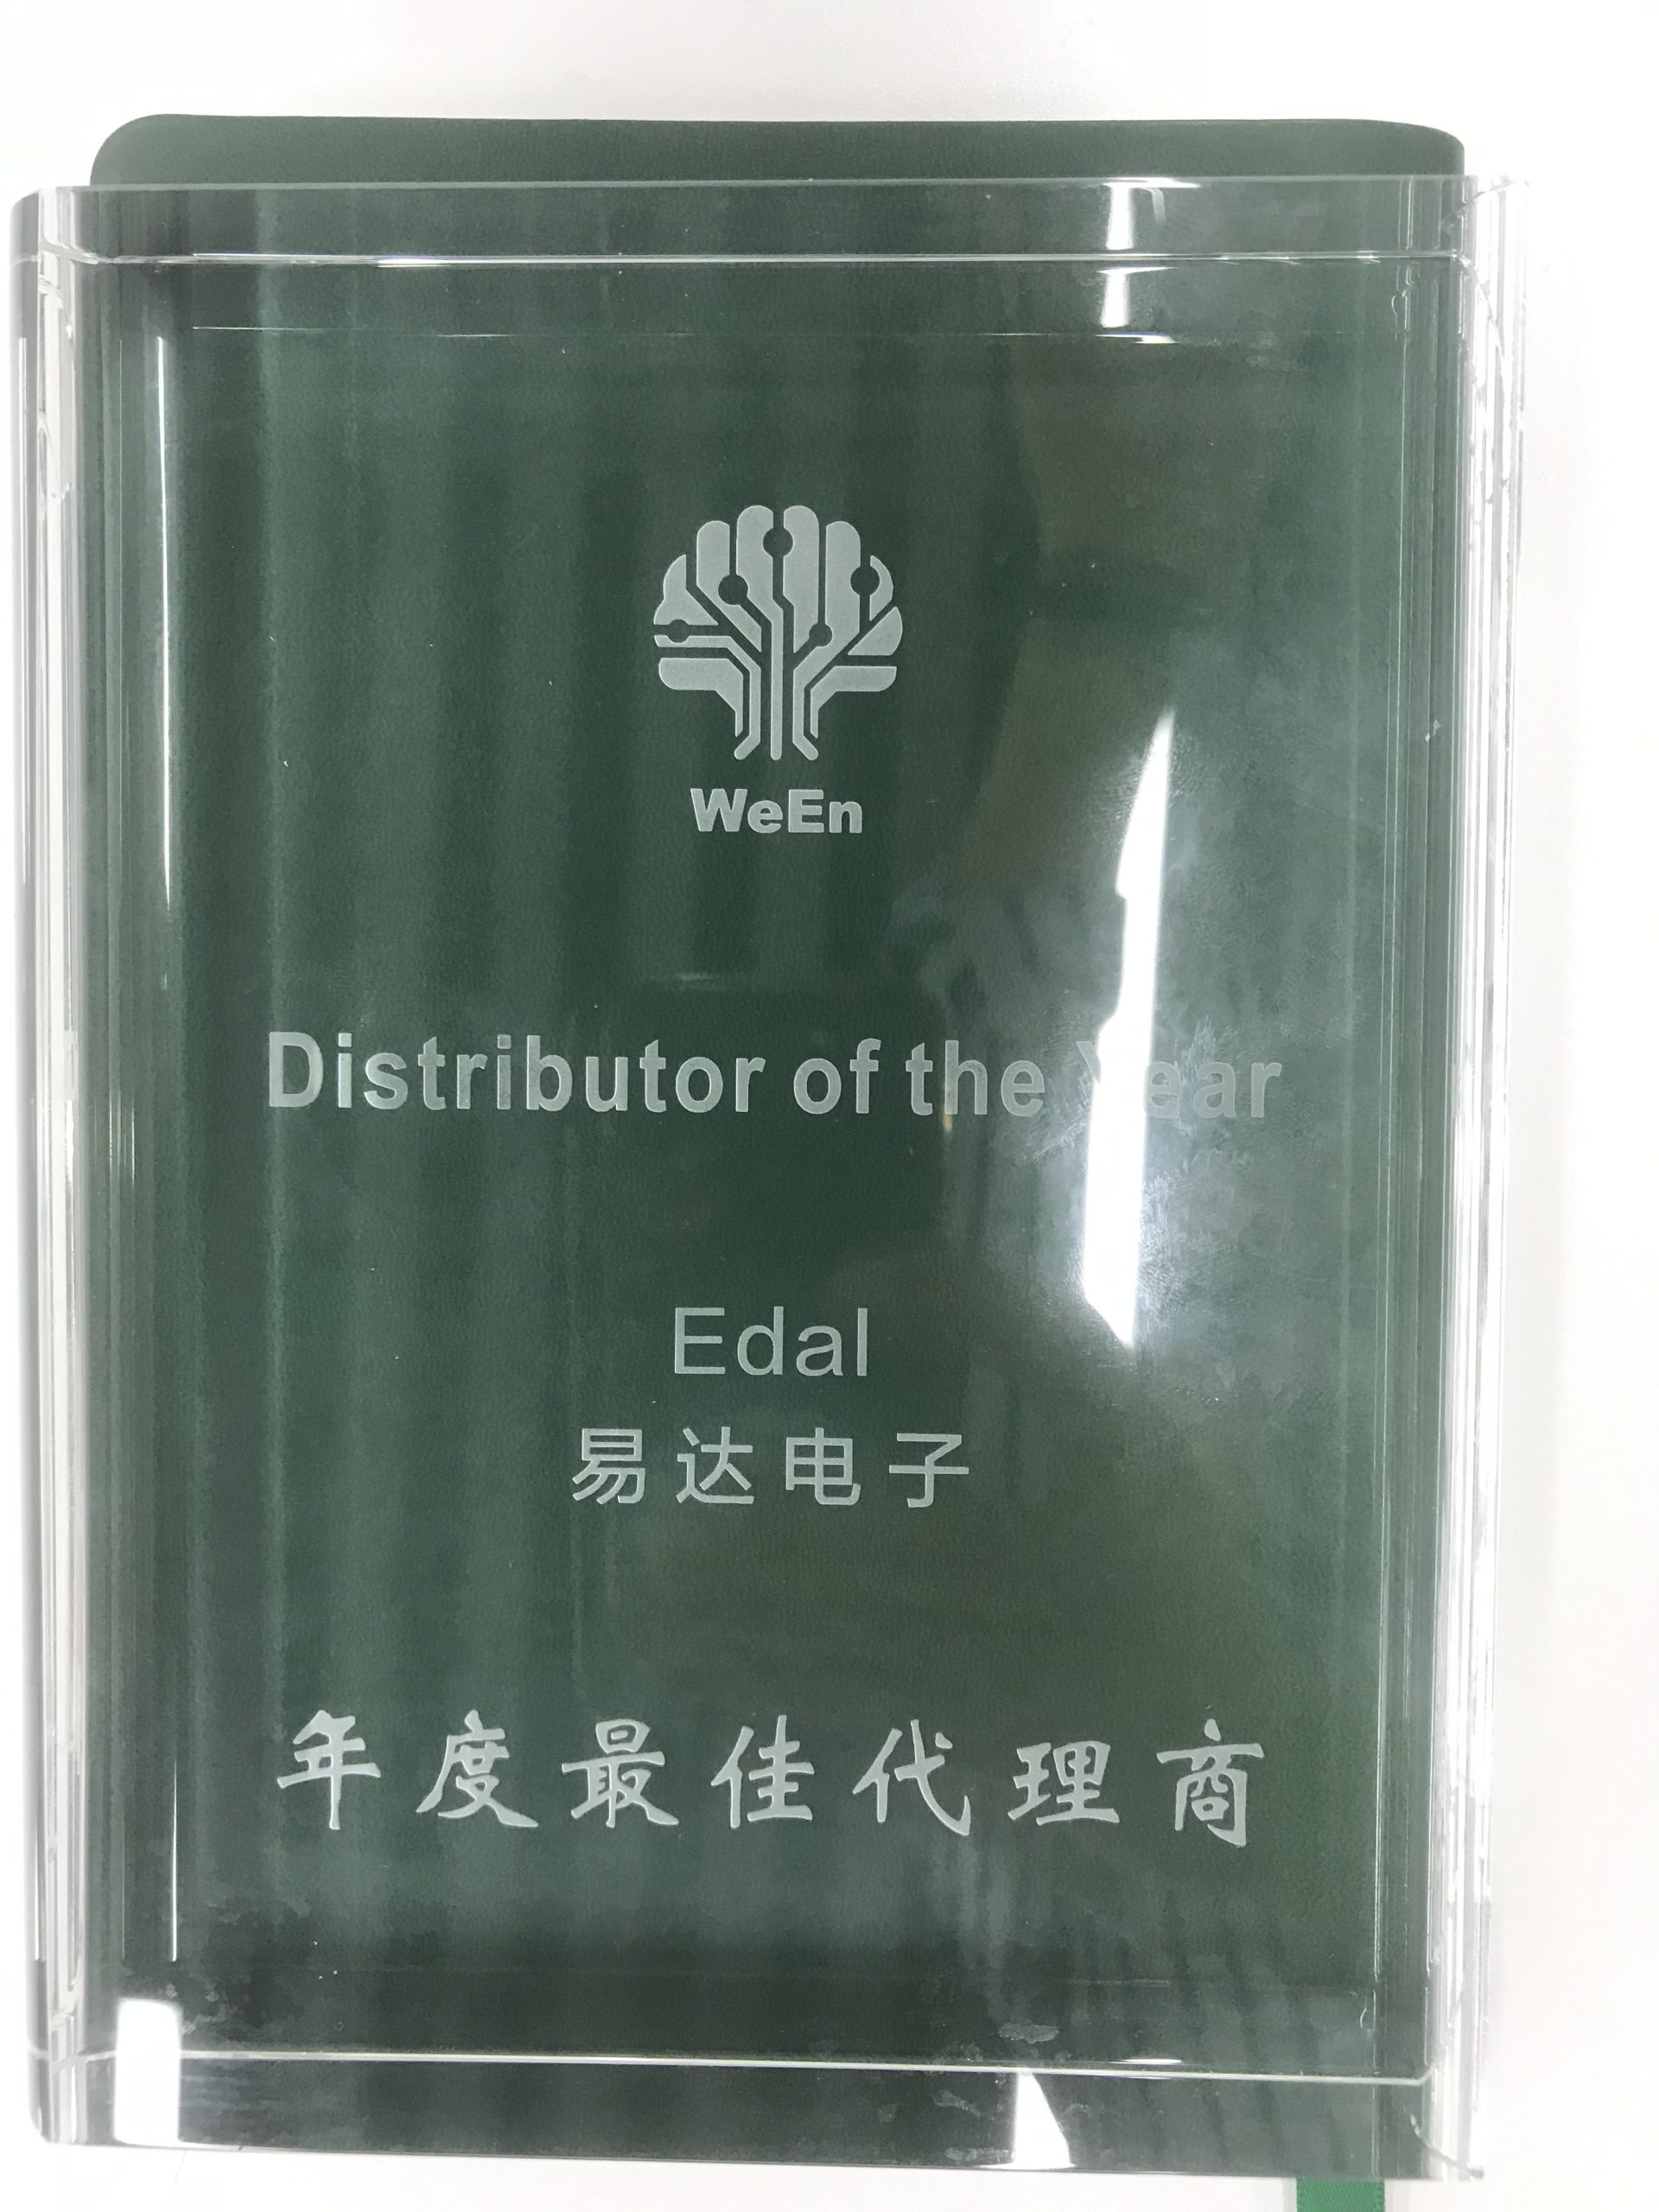 WeEn
Distributor of the Year
Edal
易达电子
年度最佳代理商